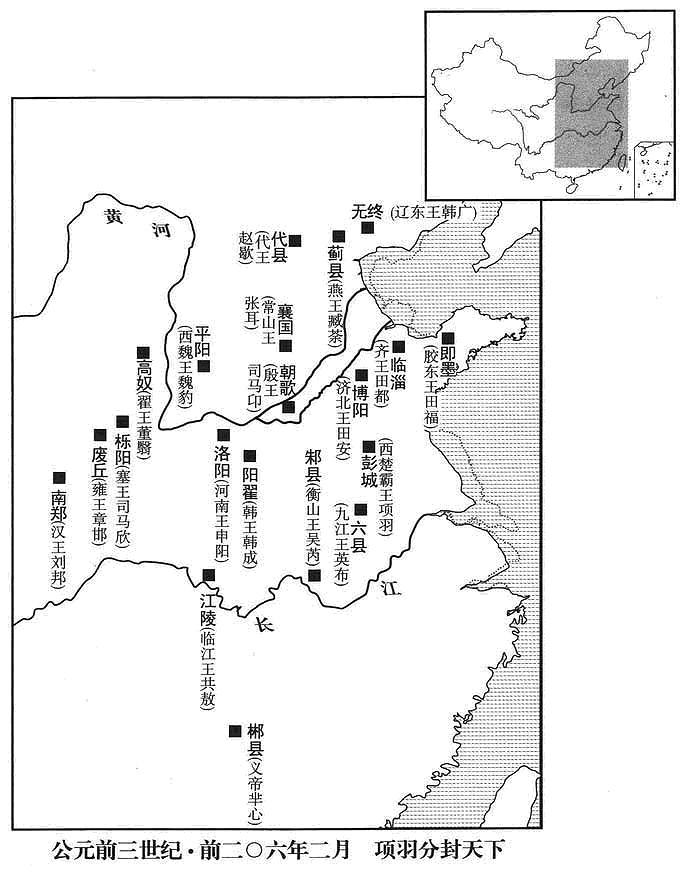 黄河
无终(辽东王韩广)
代县(代王赵歇)
蓟县(燕王臧荼)
襄国(常山王张耳)
平阳(西魏王魏豹)
高奴(翟王董翳)
朝歌(殷王司马卬)
即墨(胶东王田福)
临淄(齐王田都)
博阳(济北王田安)
栎阳(塞王司马欣)
废丘(雍王章邯)
南郑(汉王刘邦)
洛阳(河南王申阳)
阳翟(韩王韩成)
邾县(衡山王吴芮)
彭城(西楚霸王项羽)
六县(九江王英布)
江陵(临江王共敖)
长江
郴县(义帝芈心)
公元前三世纪·前二〇六年二月 项羽分封天下